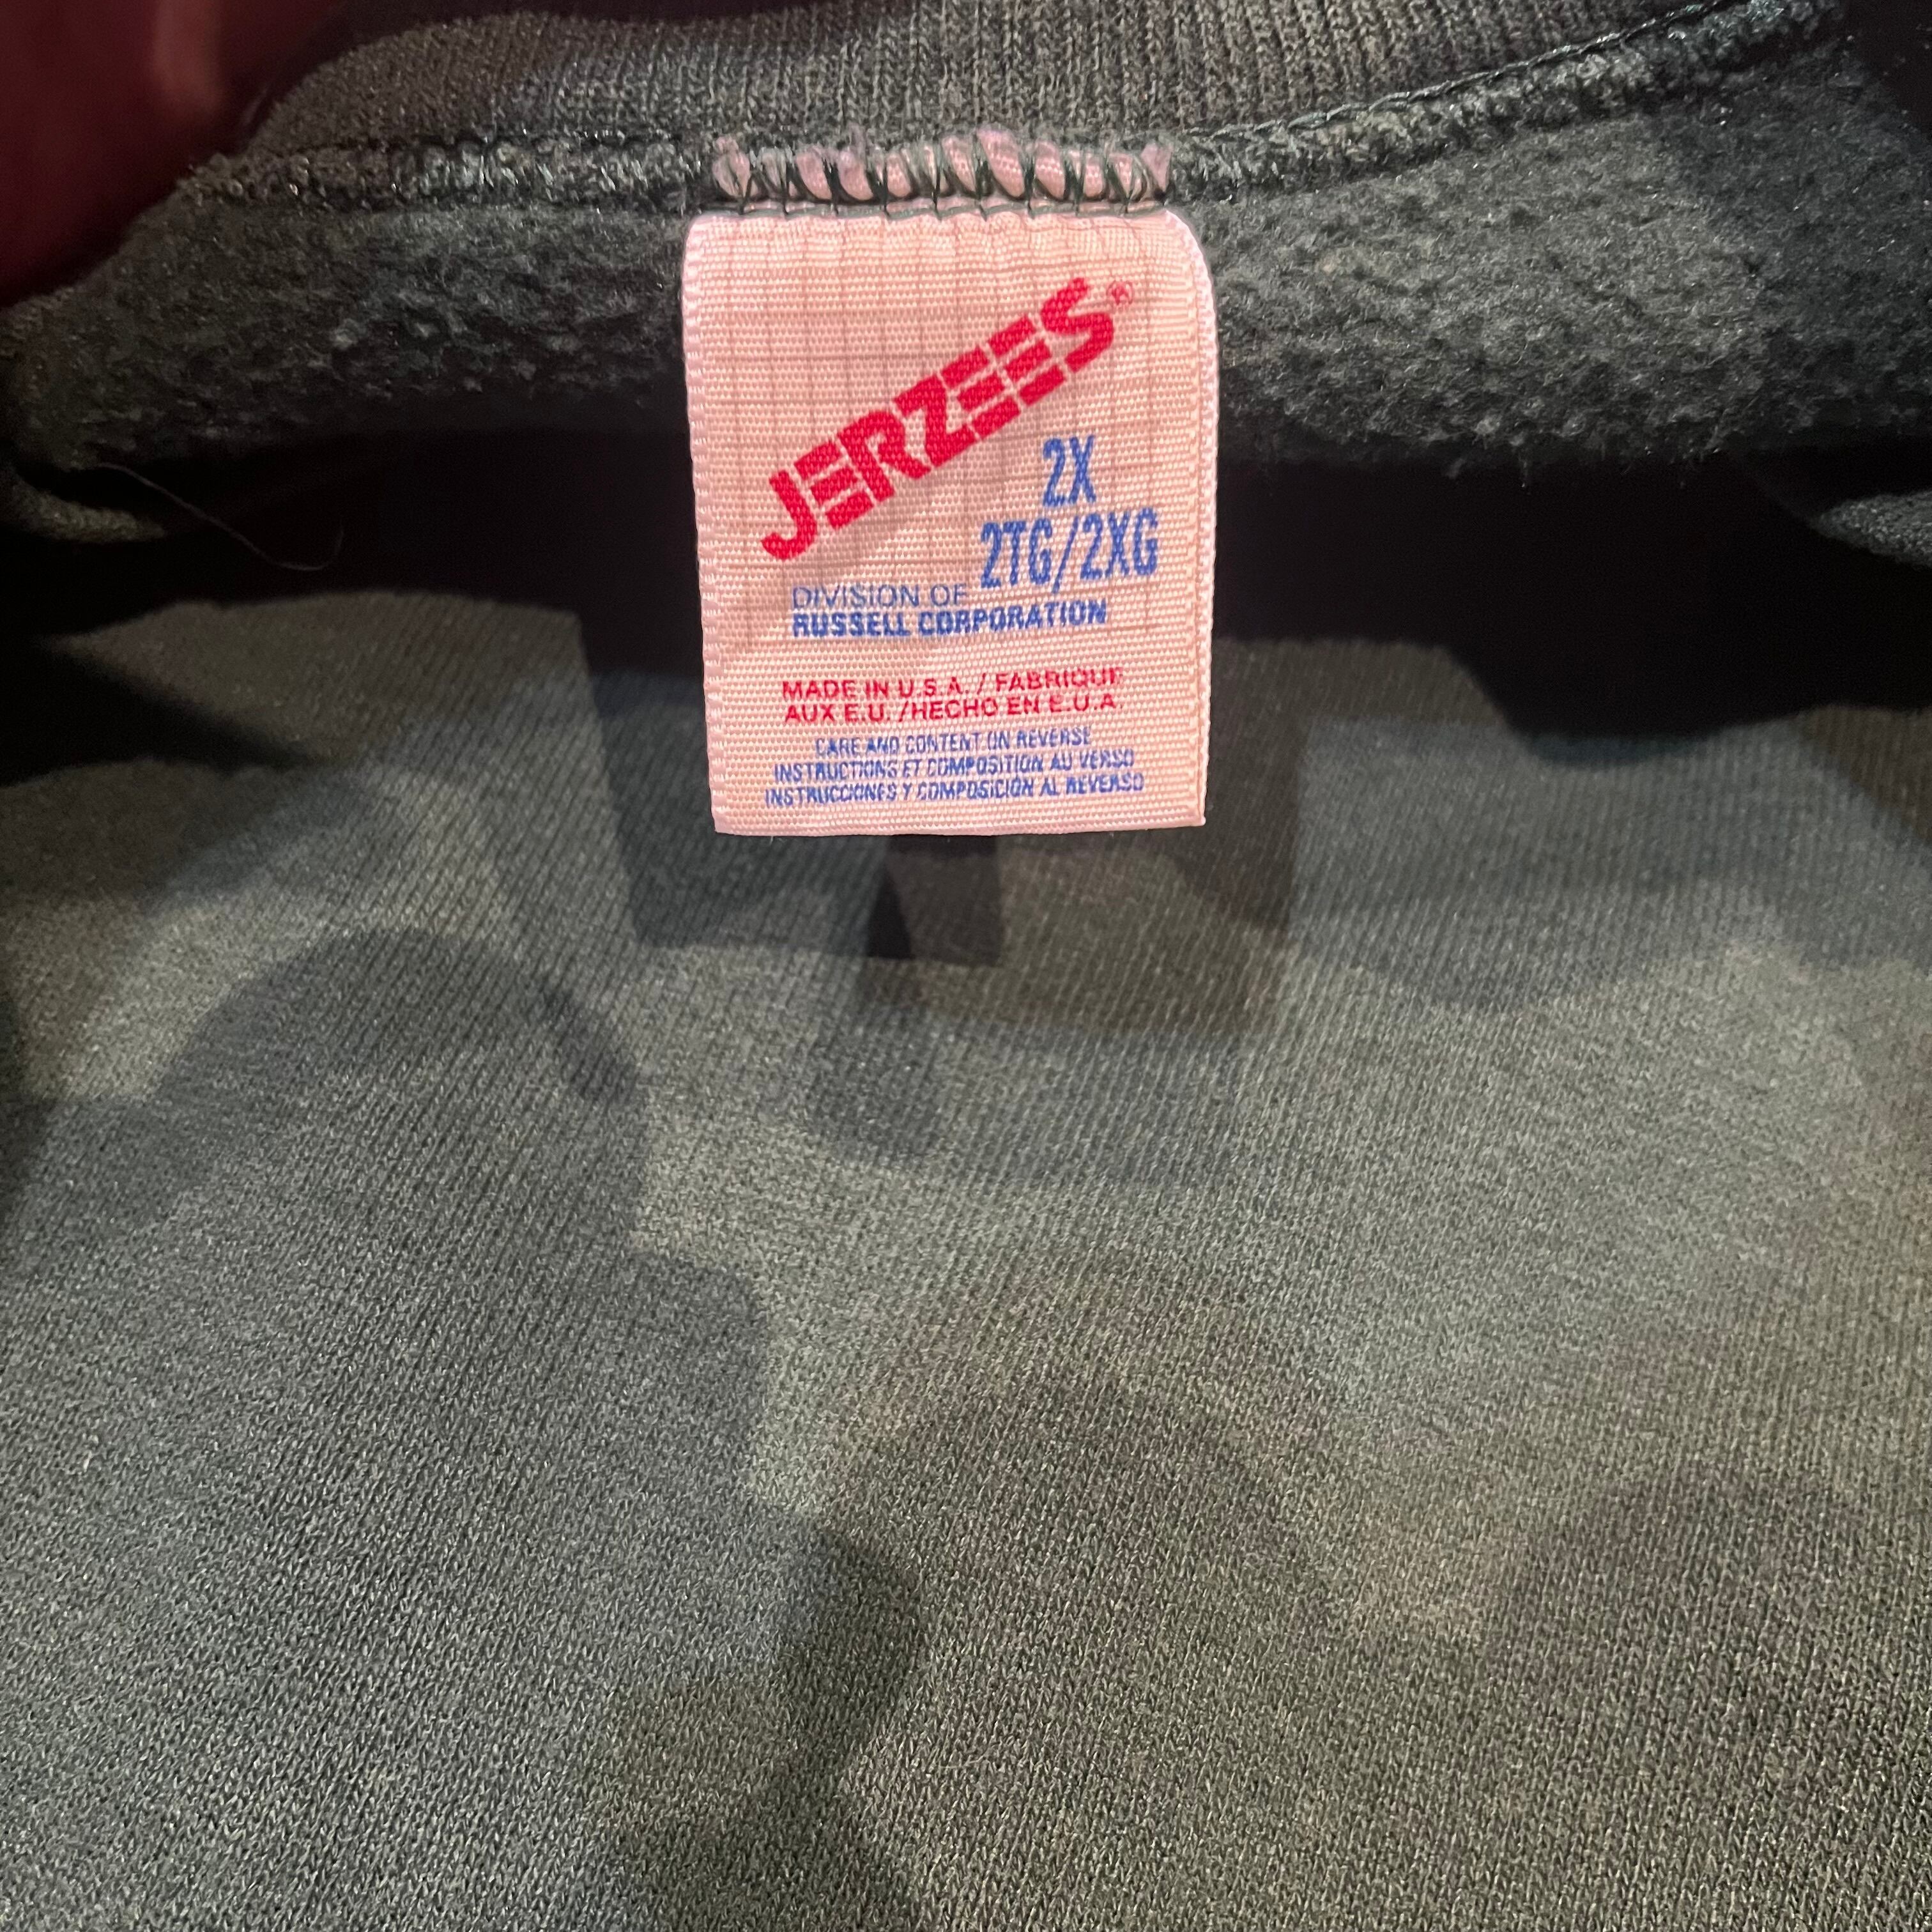 JERZEES®
2X
2TG/2XG
DIVISION OF
RUSSELL CORPORATION
MADE IN U.S.A. / FABRIQUE
AUX E.U. /HECHO EN E.U.A.
CARE AND CONTENT ON REVERSE
INSTRUCTIONS ET COMPOSITION AU VERSO
INSTRUCCIONES Y COMPOSICION AL REVERSO